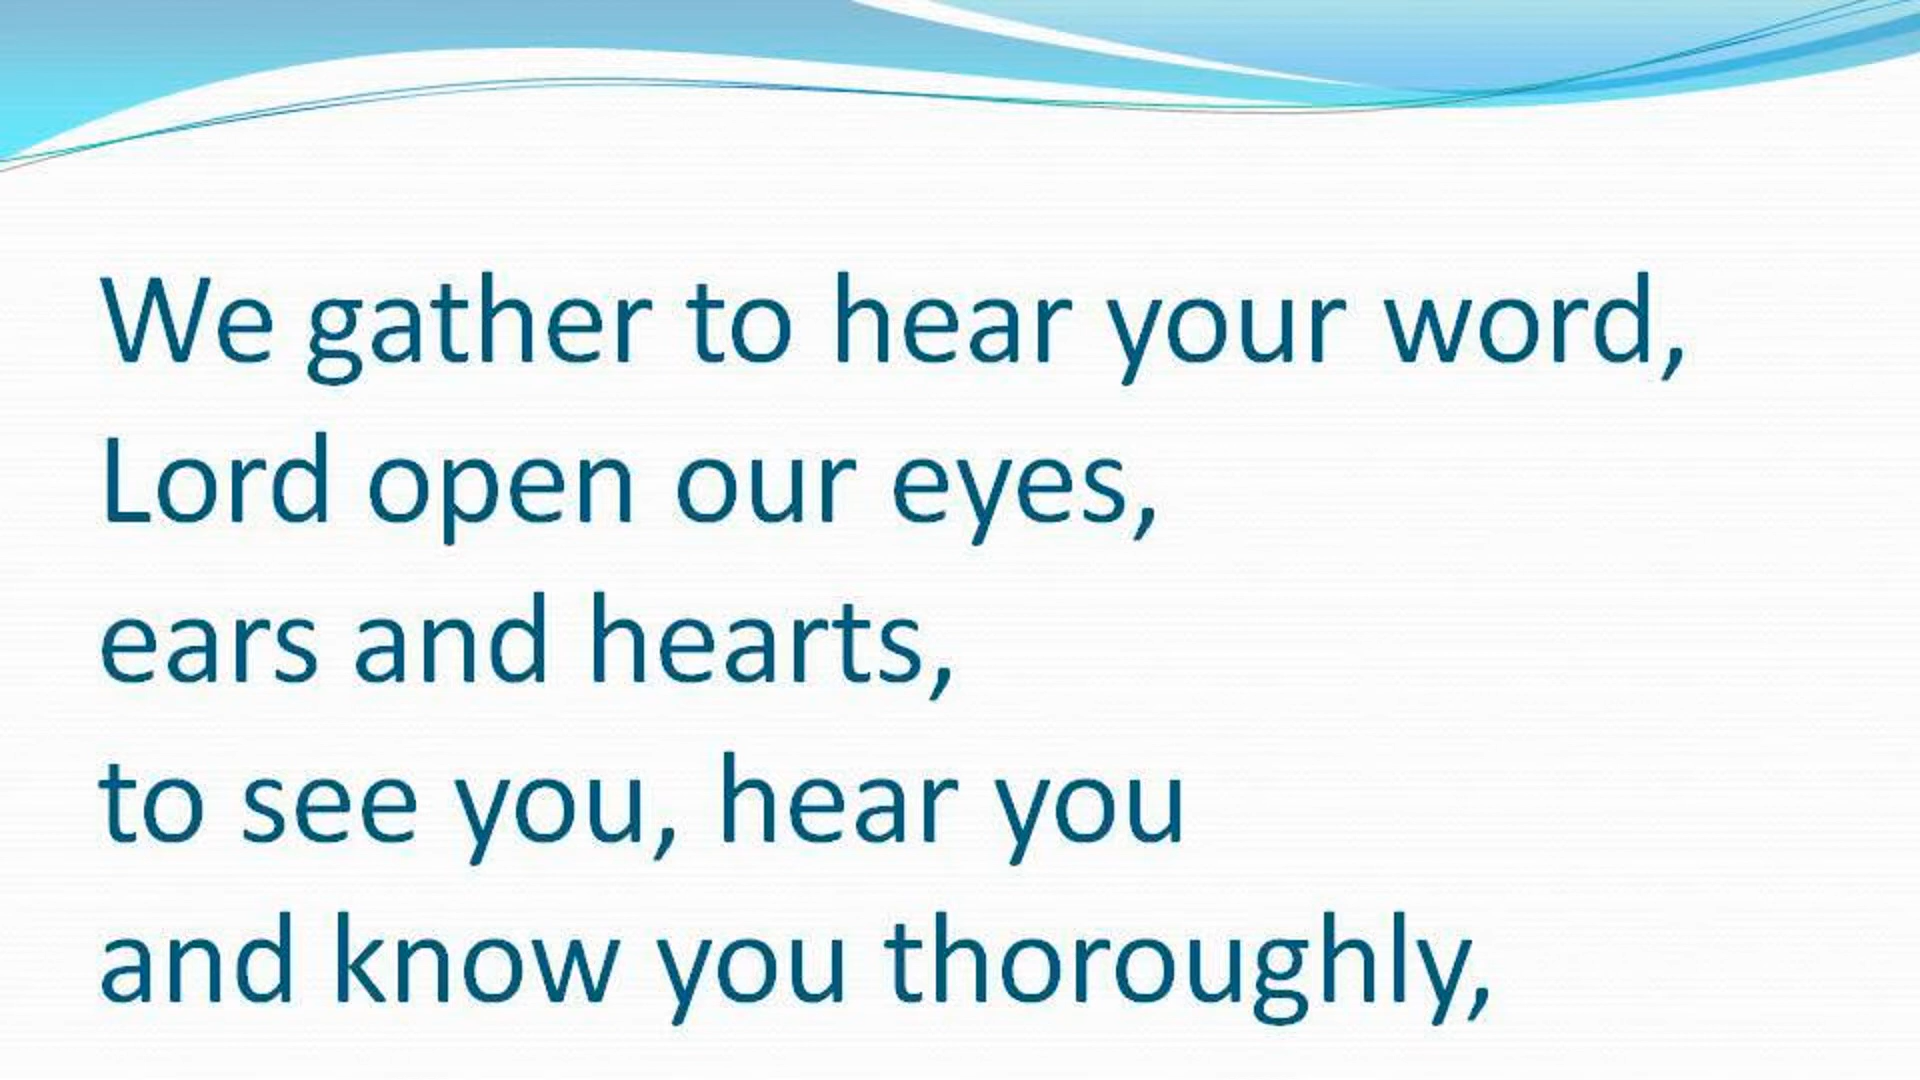 We gather to hear your word,
Lord open our eyes,
ears and hearts,
to see you, hear you
and know you thoroughly,